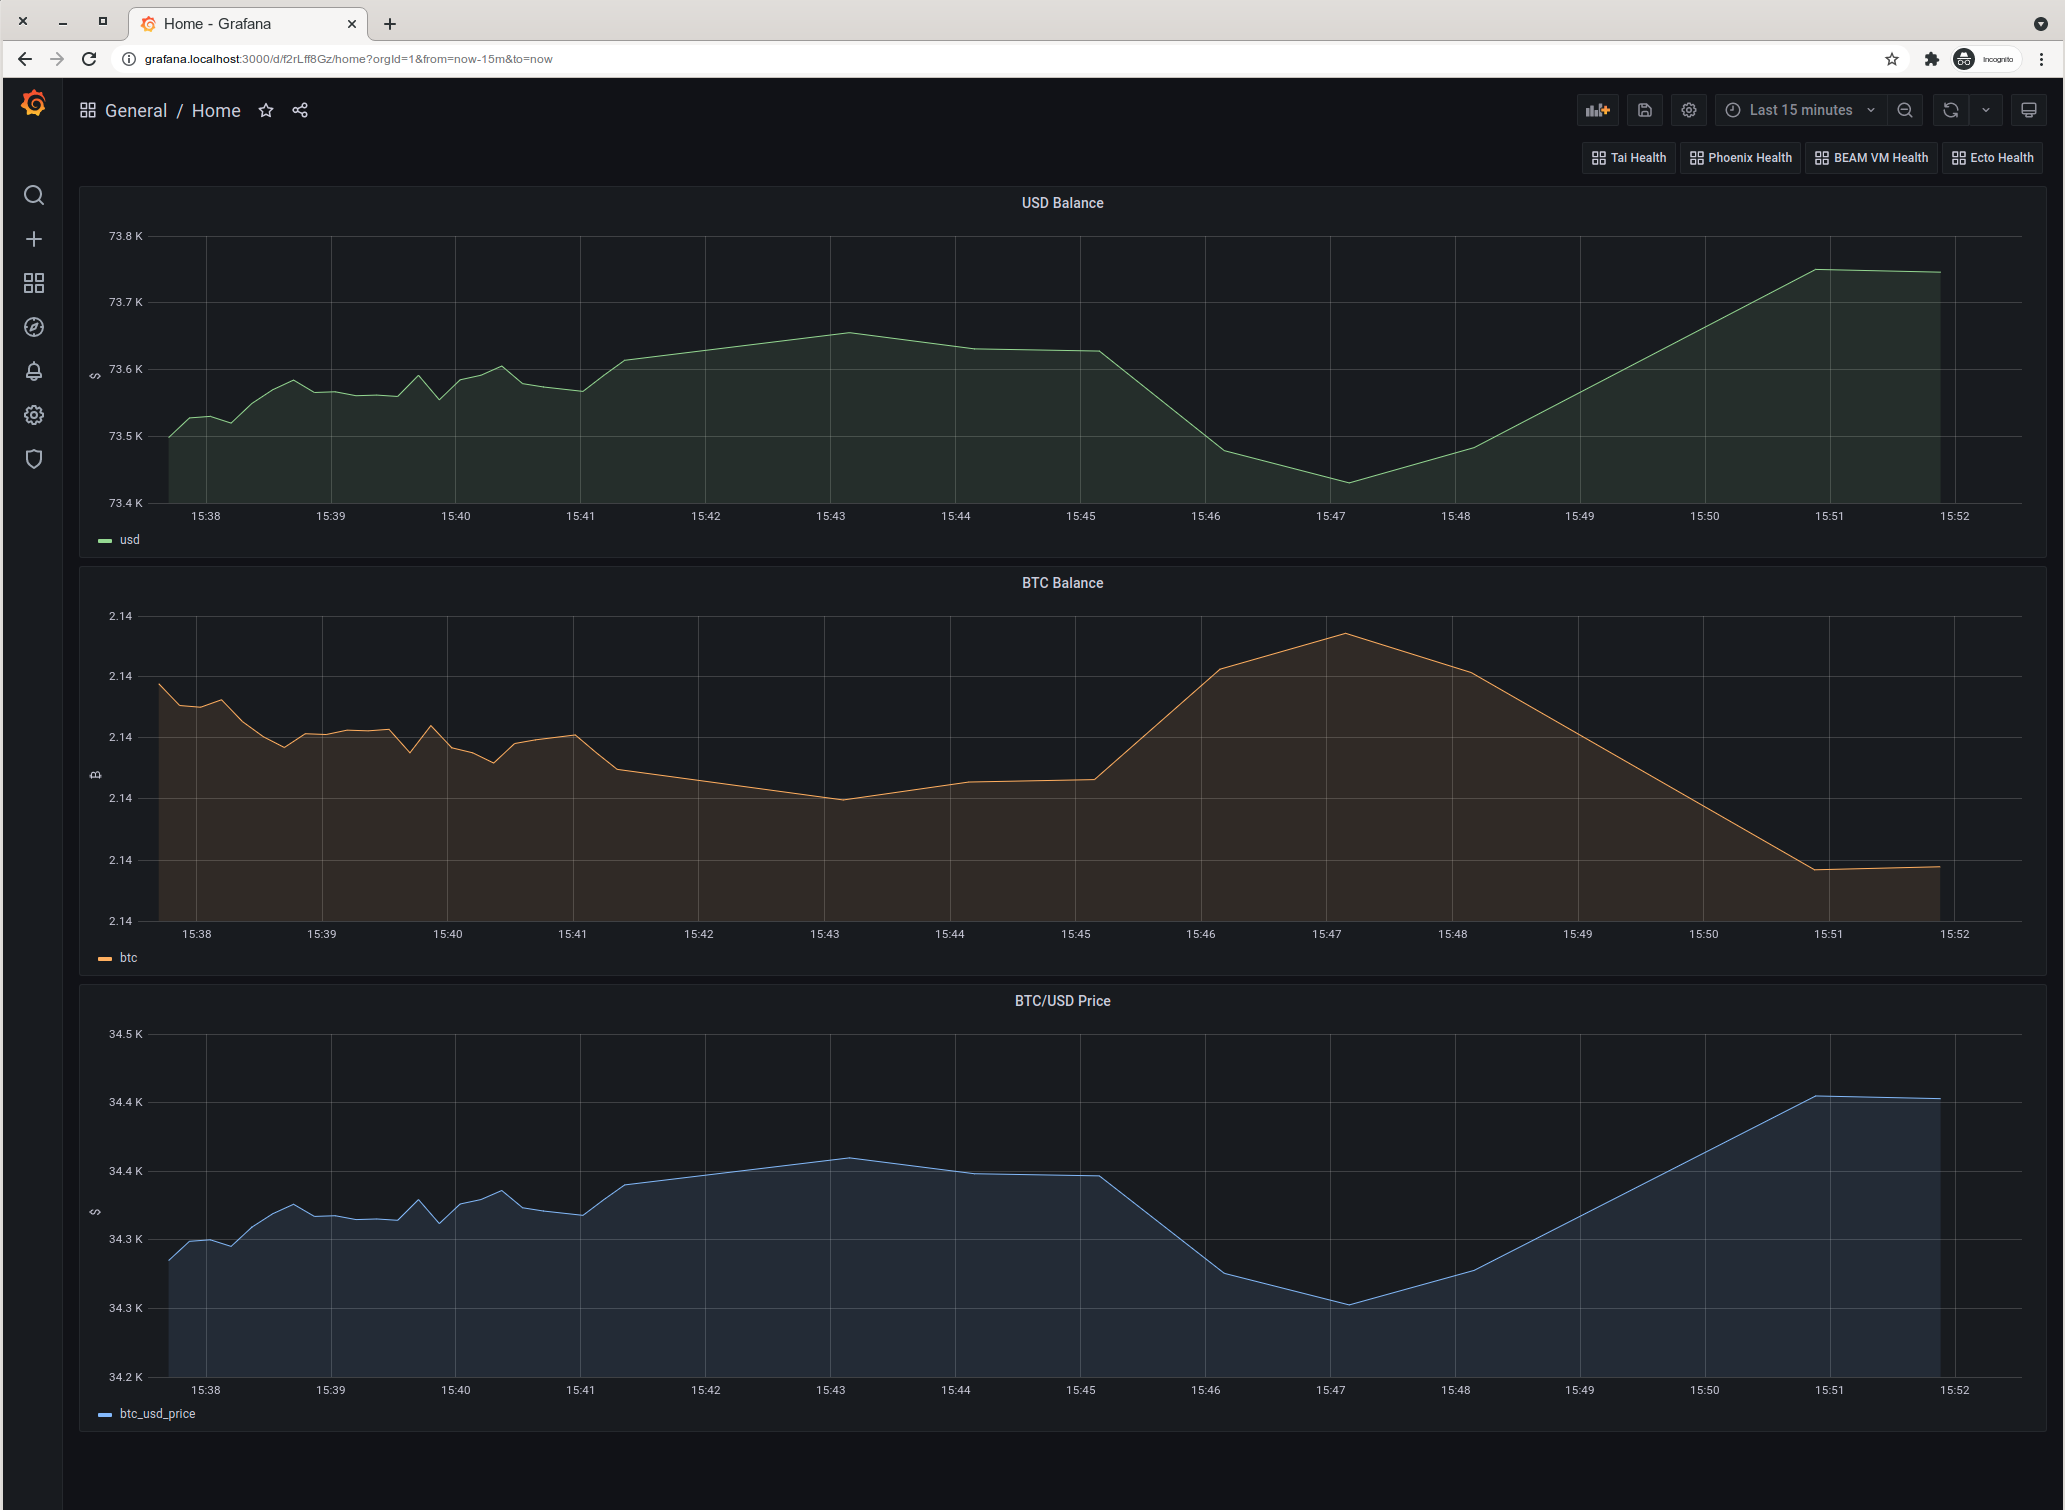 Home - Grafana
grafana.localhost:3000/d/f2rLff8Gz/home?orgId=1&from=now-15m&to=now
Incognito
General / Home
Last 15 minutes
Tai Health
Phoenix Health
BEAM VM Health
Ecto Health
USD Balance
73.8 K
73.7 K
73.6 K
73.5 K
73.4 K
$
15:38 15:39 15:40 15:41 15:42 15:43 15:44 15:45 15:46 15:47 15:48 15:49 15:50 15:51 15:52
usd
BTC Balance
2.14
2.14
2.14
2.14
2.14
2.14
₿
15:38 15:39 15:40 15:41 15:42 15:43 15:44 15:45 15:46 15:47 15:48 15:49 15:50 15:51 15:52
btc
BTC/USD Price
34.5 K
34.4 K
34.4 K
34.3 K
34.3 K
34.2 K
$
15:38 15:39 15:40 15:41 15:42 15:43 15:44 15:45 15:46 15:47 15:48 15:49 15:50 15:51 15:52
btc_usd_price